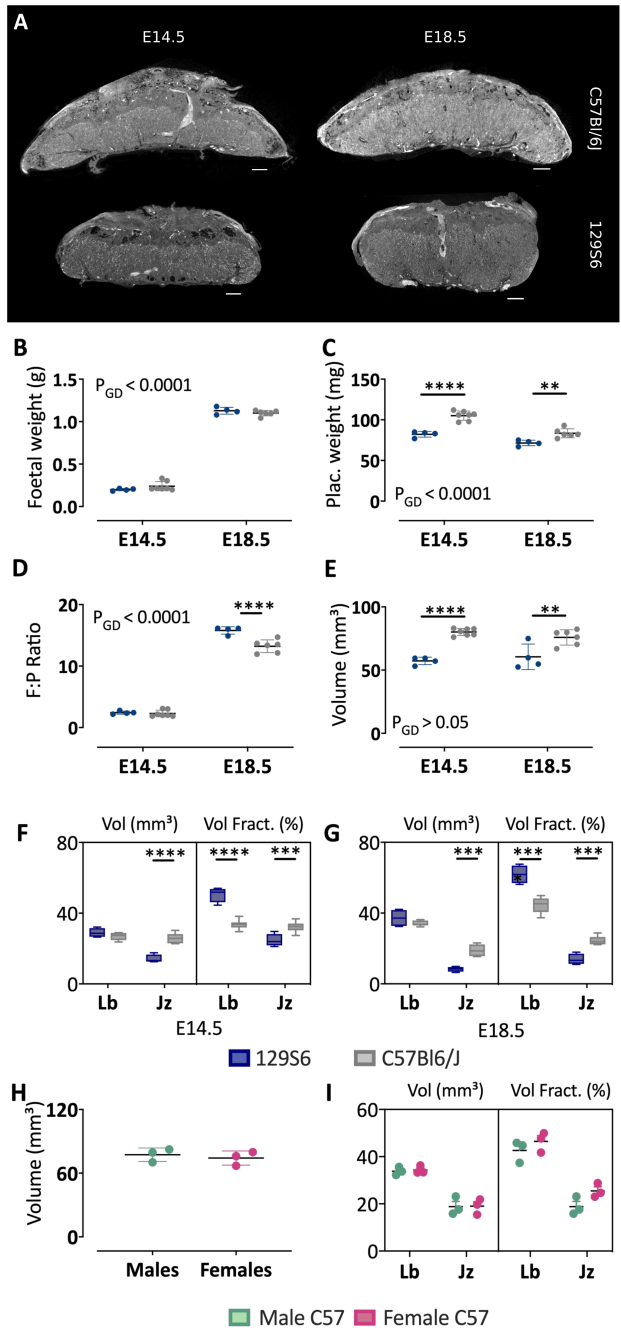 A
E14.5
E18.5
C57Bl/6J
129S6
B
Foetal weight (g)
P_GD < 0.0001
1.5
1.0
0.5
0.0
E14.5
E18.5
C
Plac. weight (mg)
150
100
50
0
****
**
P_GD < 0.0001
E14.5
E18.5
D
F:P Ratio
20
10
0
P_GD < 0.0001
****
E14.5
E18.5
E
Volume (mm³)
100
50
0
****
**
P_GD > 0.05
E14.5
E18.5
F
Vol (mm³)
Vol Fract. (%)
80
40
0
****
****
***
Lb
Jz
Lb
Jz
E14.5
G
Vol (mm³)
Vol Fract. (%)
80
40
0
***
***
***
*
Lb
Jz
Lb
Jz
E18.5
129S6
C57Bl6/J
H
Volume (mm³)
120
60
0
Males
Females
I
Vol (mm³)
Vol Fract. (%)
60
40
20
0
Lb
Jz
Lb
Jz
Male C57
Female C57